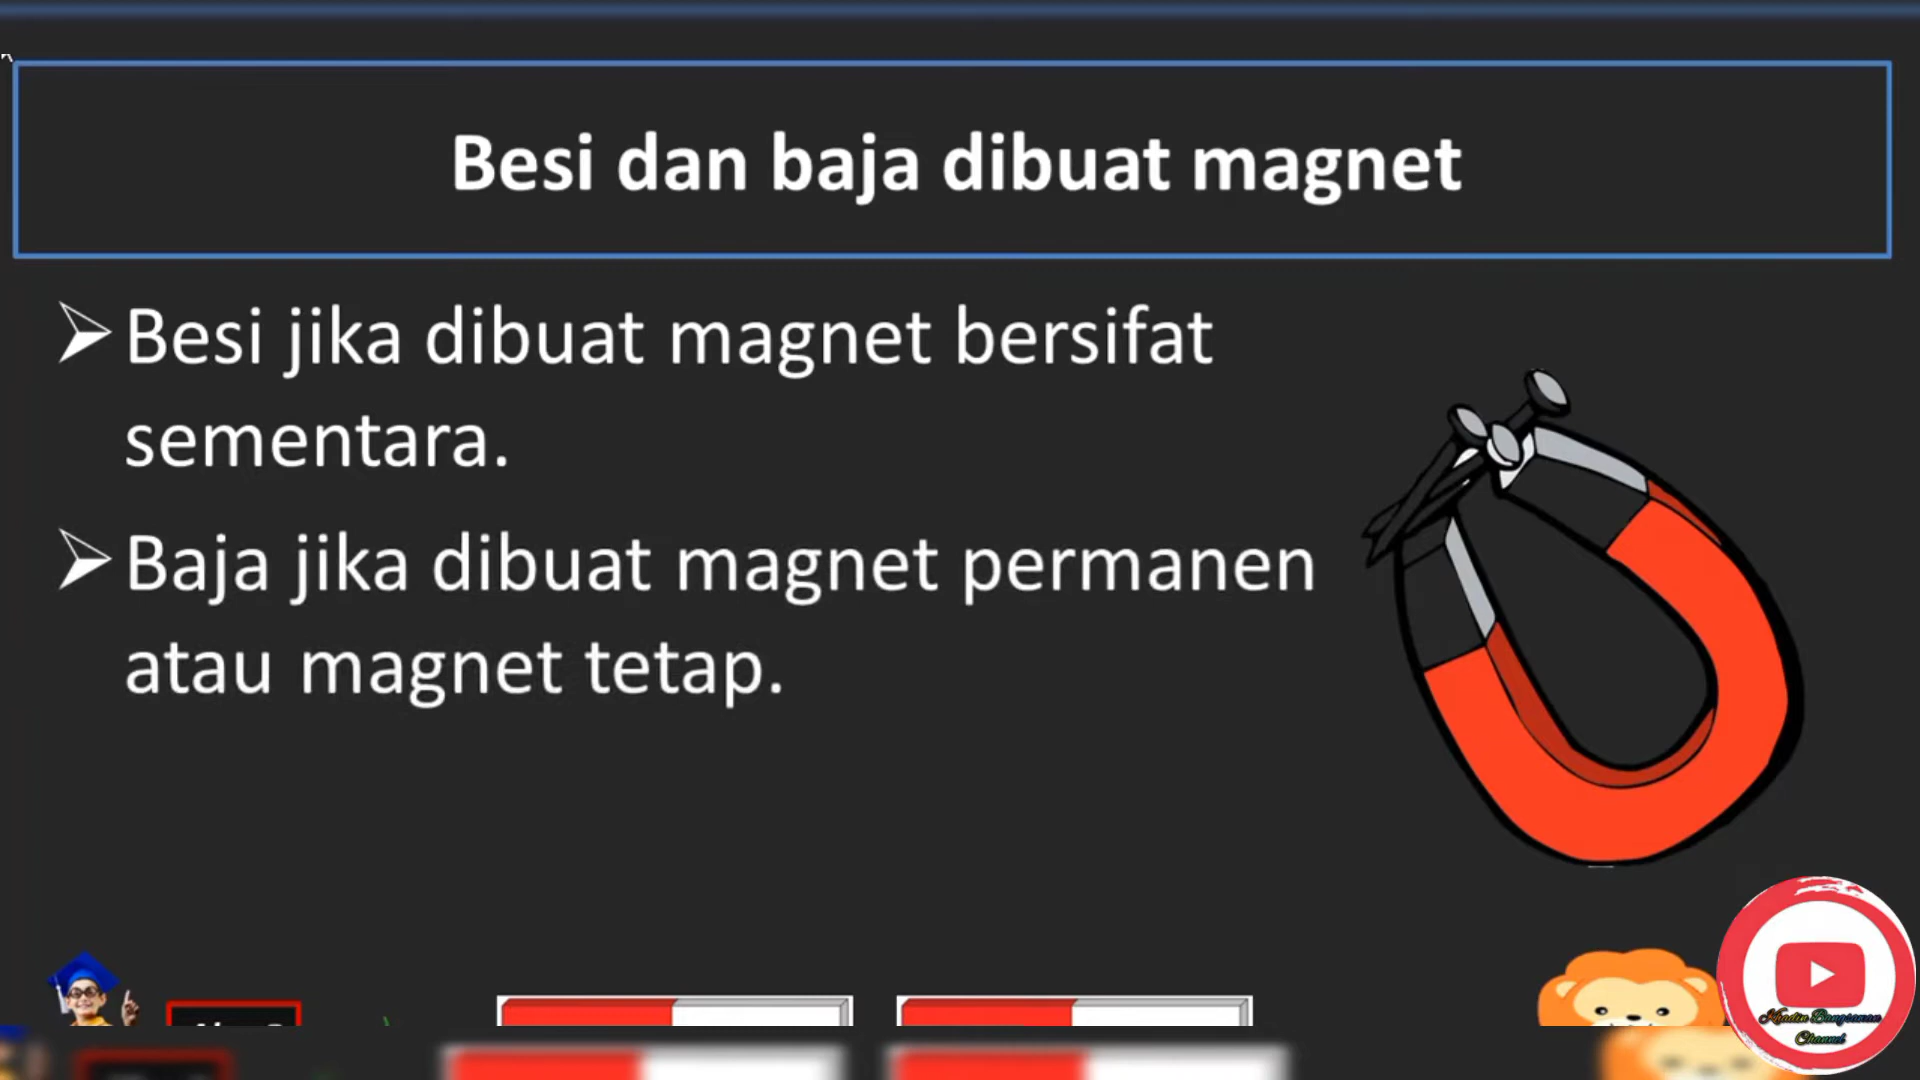 Besi dan baja dibuat magnet
Besi jika dibuat magnet bersifat
sementara.
Baja jika dibuat magnet permanen
atau magnet tetap.
Channel